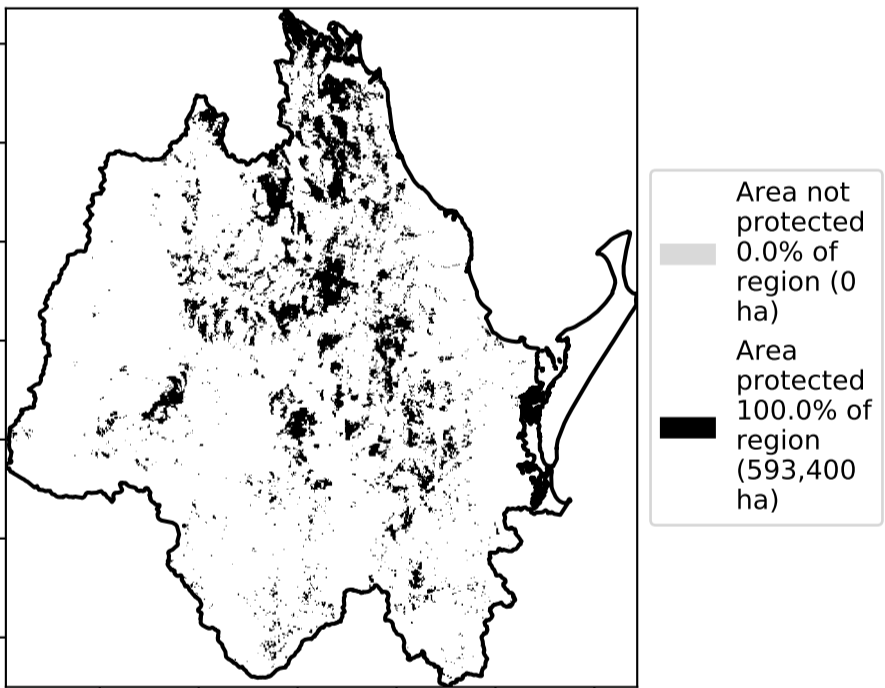 Area not
protected
0.0% of
region (0
ha)
Area
protected
100.0% of
region
(593,400
ha)